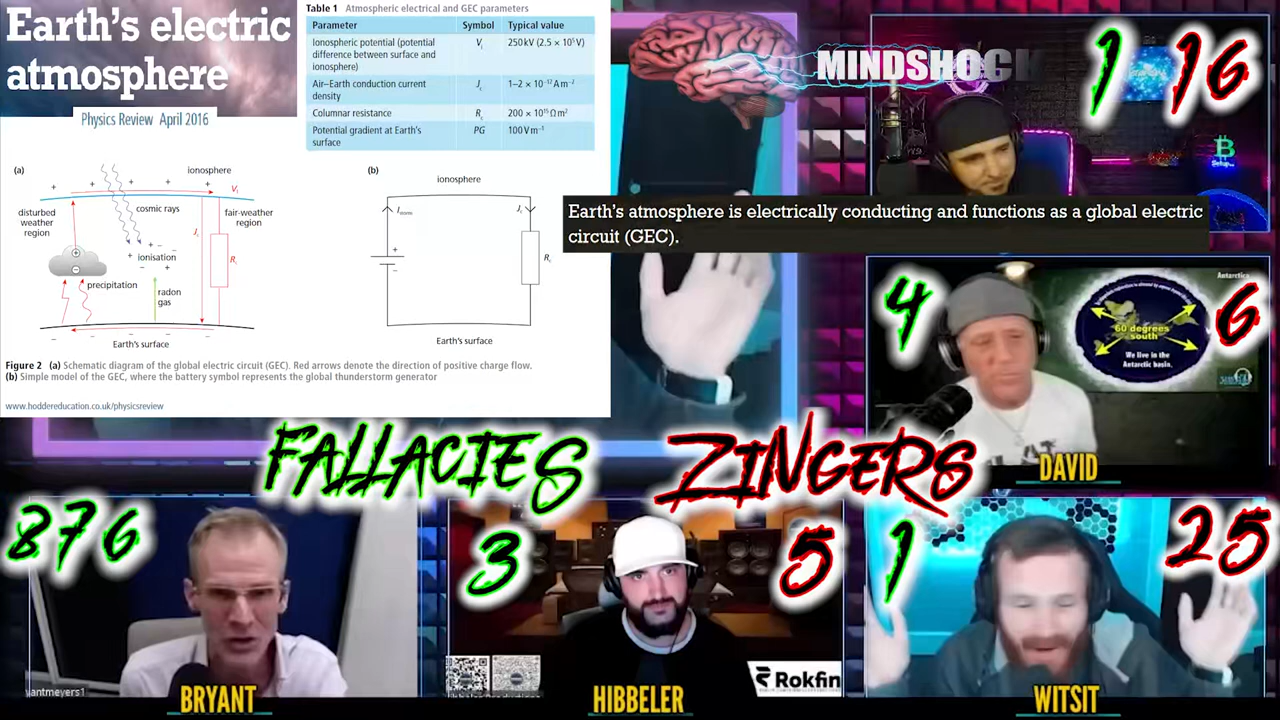 Earth's electric
atmosphere
Physics Review April 2016
Table 1 Atmospheric electrical and GEC parameters
Parameter Symbol Typical value
Ionospheric potential (potential
difference between surface and
ionosphere) Vi 250 kV (2.5 × 10⁵ V)
Air–Earth conduction current
density Jc 1–2 × 10⁻¹² A m⁻²
Columnar resistance Rc 200 × 10¹⁵ Ω m²
Potential gradient at Earth's
surface PG 100 V m⁻¹
(a)
ionosphere
+ + + + +
Vi
disturbed
weather
region
cosmic rays
fair-weather
region
Jc
Rc
ionisation
precipitation
radon
gas
Earth's surface
(b)
ionosphere
Jc
+
−
Rc
Earth's surface
Figure 2 (a) Schematic diagram of the global electric circuit (GEC). Red arrows denote the direction of positive charge flow.
(b) Simple model of the GEC, where the battery symbol represents the global thunderstorm generator
www.hoddereducation.co.uk/physicsreview
MINDSHOCK
1 16
Earth's atmosphere is electrically conducting and functions as a global electric
circuit (GEC).
4 6
Antarctica
60 degrees
south
We live in the
Antarctic basin.
DAVID
FALLACIES ZINGERS
876
3 5
1 25
Rokfin
BRYANT
HIBBELER
WITSIT